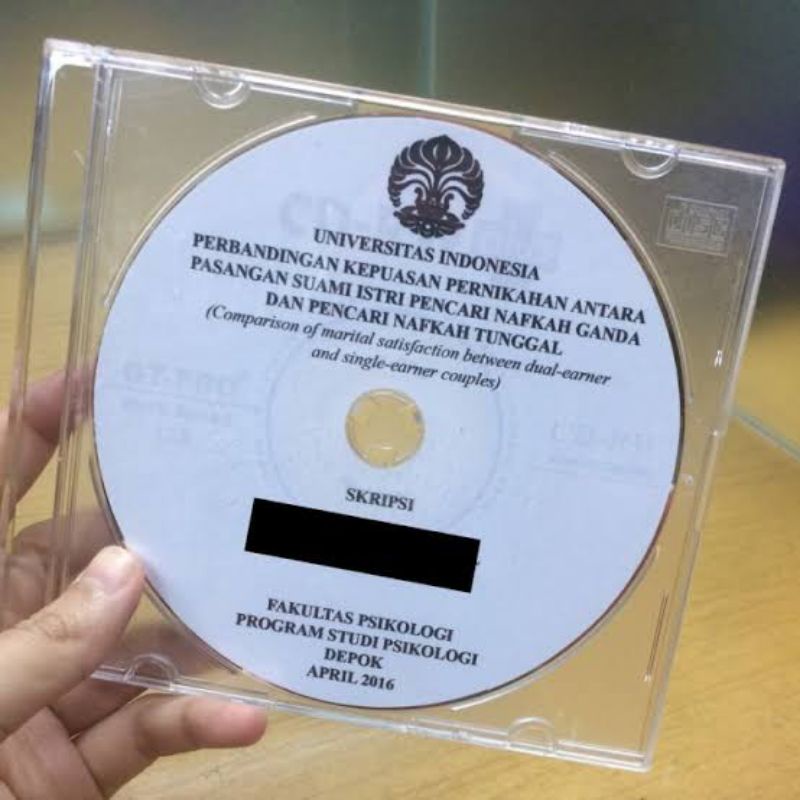 UNIVERSITAS INDONESIA
PERBANDINGAN KEPUASAN PERNIKAHAN ANTARA
PASANGAN SUAMI ISTRI PENCARI NAFKAH GANDA
DAN PENCARI NAFKAH TUNGGAL
(Comparison of marital satisfaction between dual-earner
and single-earner couples)
SKRIPSI
FAKULTAS PSIKOLOGI
PROGRAM STUDI PSIKOLOGI
DEPOK
APRIL 2016